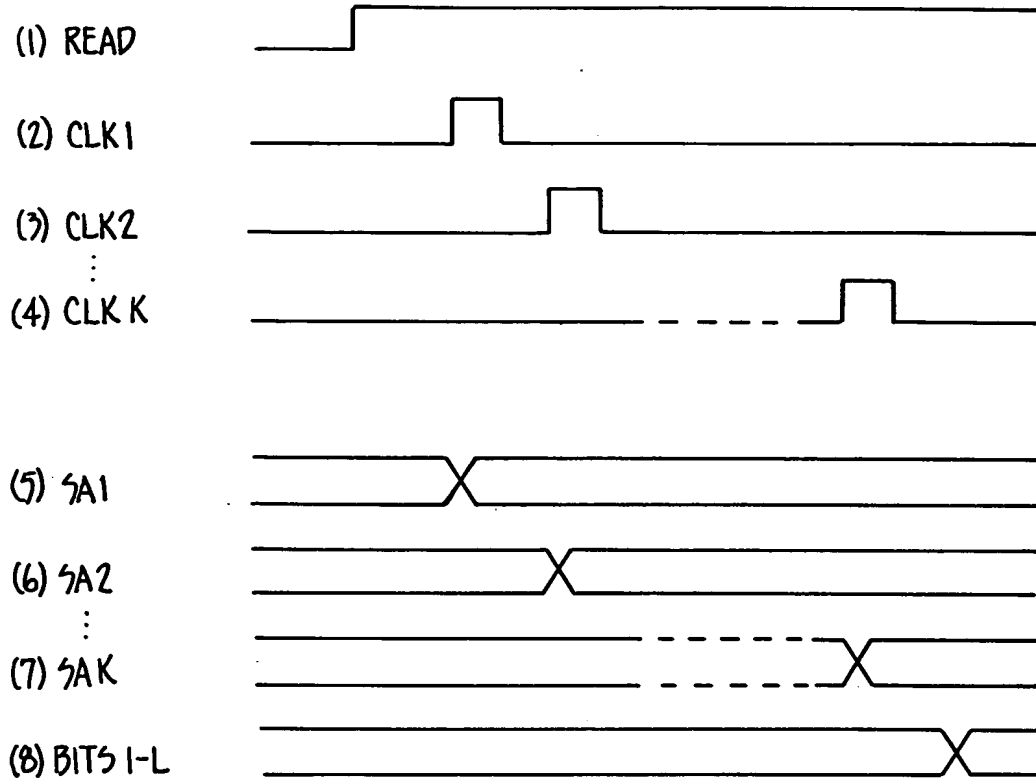 (1) READ
(2) CLK1
(3) CLK2
⋮
(4) CLK K
(5) SA1
(6) SA2
⋮
(7) SAK
(8) BITS 1-L